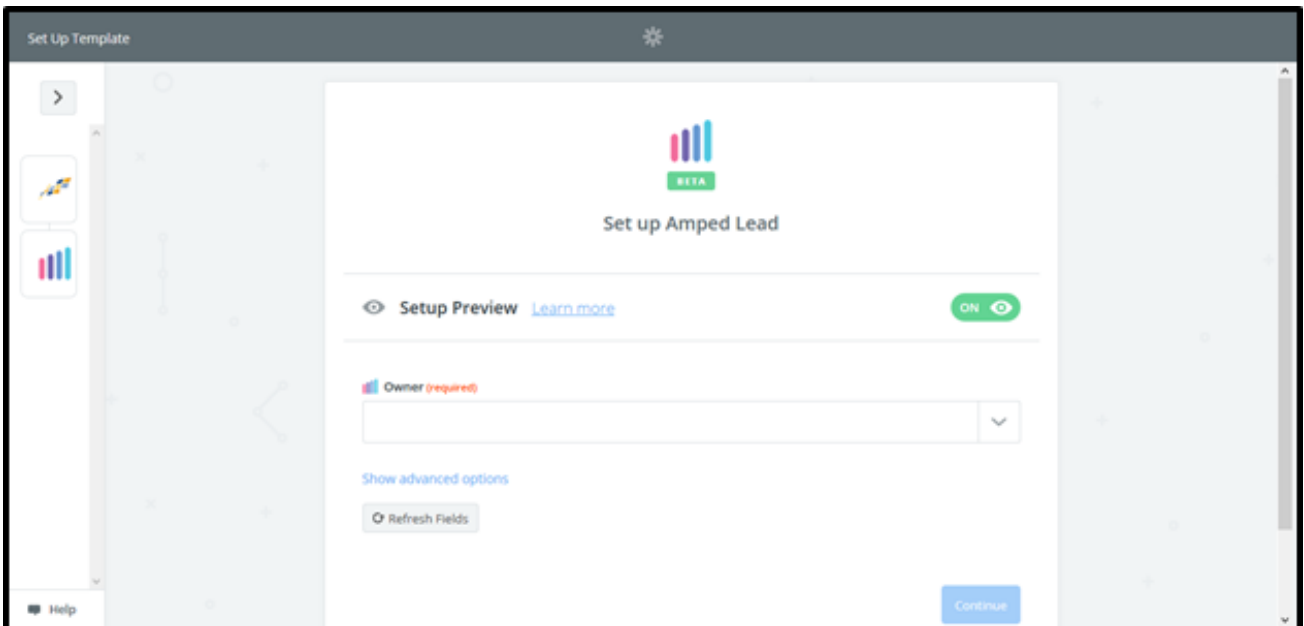 Set Up Template
BETA
Set up Amped Lead
Setup Preview Learn more
ON
Owner (required)
Show advanced options
Refresh Fields
Help
Continue